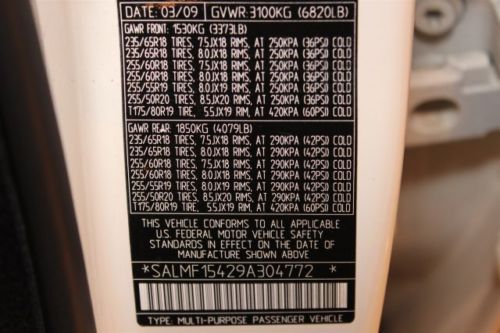 DATE: 03/09 GVWR 3100KG (6820LB)
GAWR FRONT: 1530KG (3373LB)
235/65R18 TIRES, 7.5JX18 RIMS, AT 250KPA (36PSI) COLD
235/65R18 TIRES, 8.0JX18 RIMS, AT 250KPA (36PSI) COLD
255/60R18 TIRES, 7.5JX18 RIMS, AT 250KPA (36PSI) COLD
255/60R18 TIRES, 8.0JX18 RIMS, AT 250KPA (36PSI) COLD
255/55R19 TIRES, 8.0JX19 RIMS, AT 250KPA (36PSI) COLD
255/50R20 TIRES, 8.5JX20 RIMS, AT 250KPA (36PSI) COLD
T175/80R19 TIRE, 5.5JX19 RIM, AT 420KPA (60PSI) COLD
GAWR REAR: 1850KG (4079LB)
235/65R18 TIRES, 7.5JX18 RIMS, AT 290KPA (42PSI) COLD
235/65R18 TIRES, 8.0JX18 RIMS, AT 290KPA (42PSI) COLD
255/60R18 TIRES, 7.5JX18 RIMS, AT 290KPA (42PSI) COLD
255/60R18 TIRES, 8.0JX18 RIMS, AT 290KPA (42PSI) COLD
255/55R19 TIRES, 8.0JX19 RIMS, AT 290KPA (42PSI) COLD
255/50R20 TIRES, 8.5JX20 RIMS, AT 290KPA (42PSI) COLD
T175/80R19 TIRE, 5.5JX19 RIM, AT 420KPA (60PSI) COLD
THIS VEHICLE CONFORMS TO ALL APPLICABLE
U.S. FEDERAL MOTOR VEHICLE SAFETY
STANDARDS IN EFFECT ON THE DATE OF
MANUFACTURE SHOWN ABOVE
*SALMF15429A304772 *
TYPE: MULTI-PURPOSE PASSENGER VEHICLE